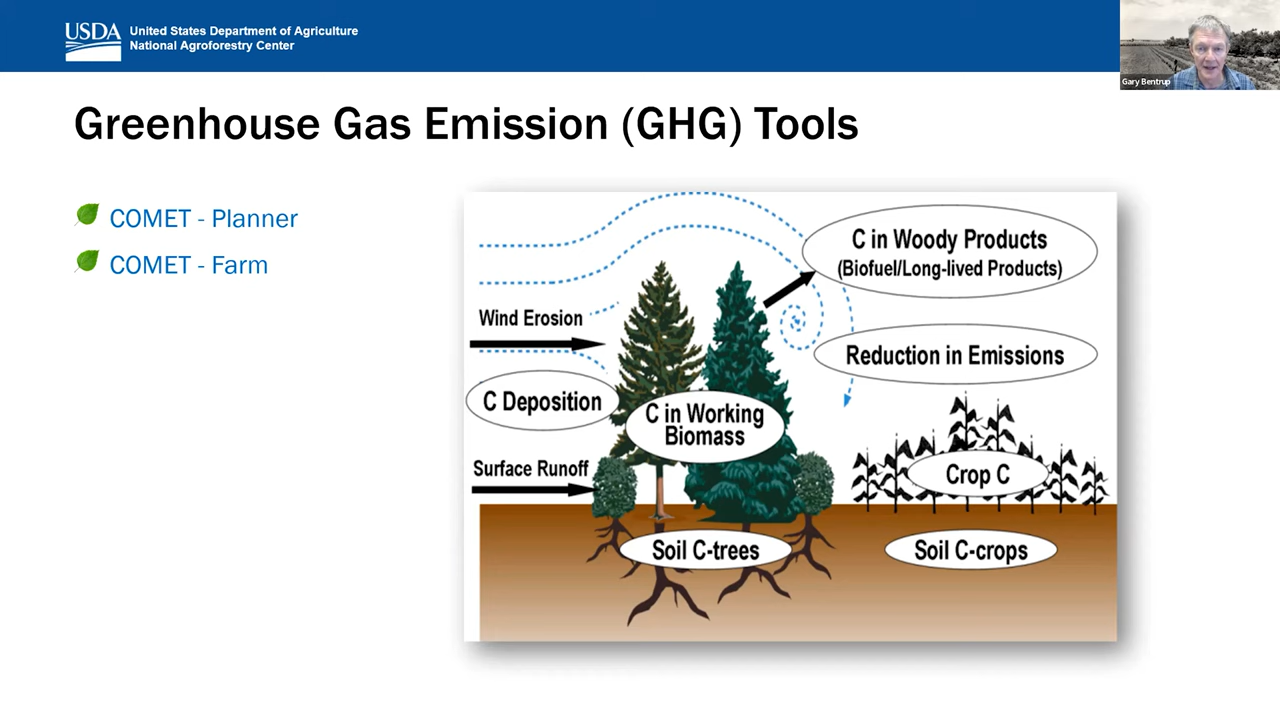 USDA
United States Department of Agriculture
National Agroforestry Center
Gary Bentrup
Greenhouse Gas Emission (GHG) Tools
COMET - Planner
COMET - Farm
C in Woody Products
(Biofuel/Long-lived Products)
Wind Erosion
Reduction in Emissions
C Deposition
C in Working
Biomass
Surface Runoff
Crop C
Soil C-trees
Soil C-crops